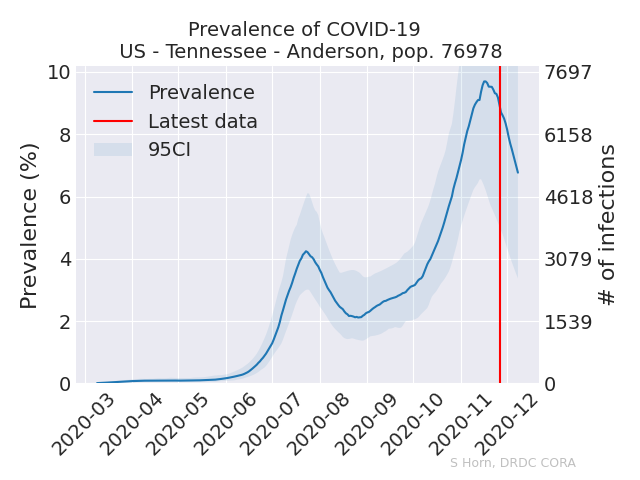 Prevalence of COVID-19
US - Tennessee - Anderson, pop. 76978
Prevalence
Latest data
95CI
Prevalence (%)
10
8
6
4
2
0
7697
6158
4618
3079
1539
0
# of infections
2020-03
2020-04
2020-05
2020-06
2020-07
2020-08
2020-09
2020-10
2020-11
2020-12
S Horn, DRDC CORA